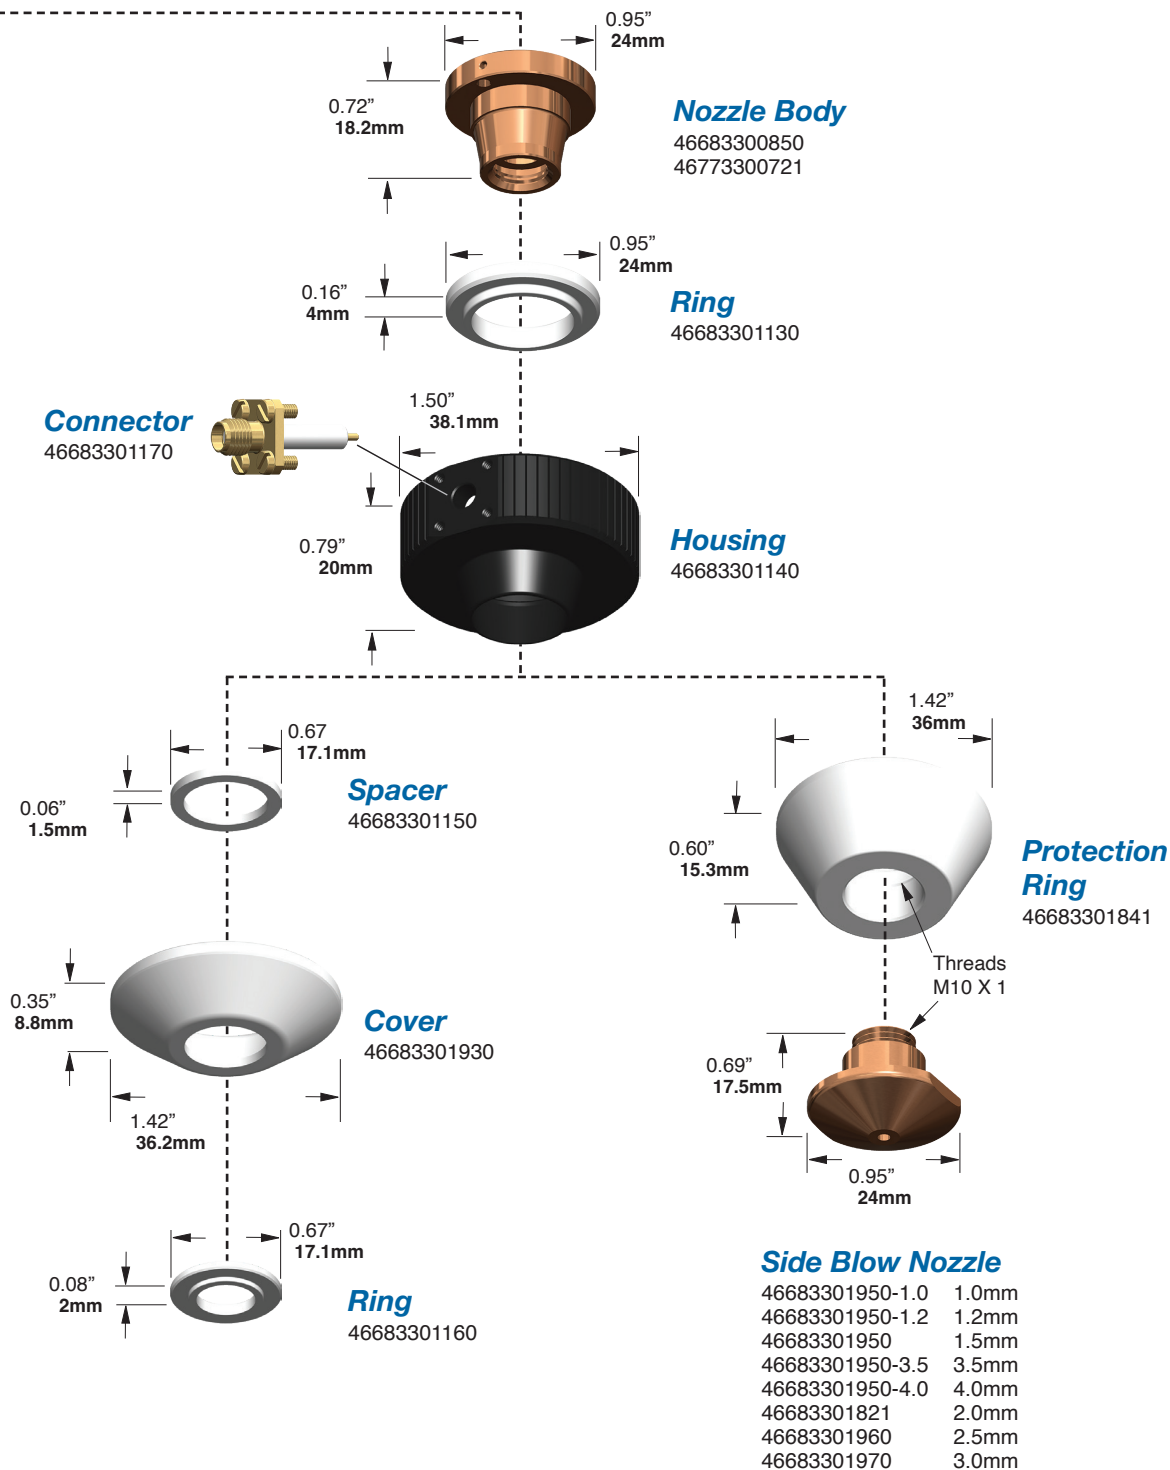 0.95”
24mm
0.72”
18.2mm
Nozzle Body
46683300850
46773300721
0.95”
24mm
0.16”
4mm
Ring
46683301130
Connector
46683301170
1.50”
38.1mm
0.79”
20mm
Housing
46683301140
0.67
17.1mm
0.06”
1.5mm
Spacer
46683301150
1.42”
36mm
0.60”
15.3mm
Protection
Ring
46683301841
Threads
M10 X 1
0.35”
8.8mm
Cover
46683301930
1.42”
36.2mm
0.69”
17.5mm
0.95”
24mm
0.67”
17.1mm
0.08”
2mm
Ring
46683301160
Side Blow Nozzle
46683301950-1.0 1.0mm
46683301950-1.2 1.2mm
46683301950 1.5mm
46683301950-3.5 3.5mm
46683301950-4.0 4.0mm
46683301821 2.0mm
46683301960 2.5mm
46683301970 3.0mm